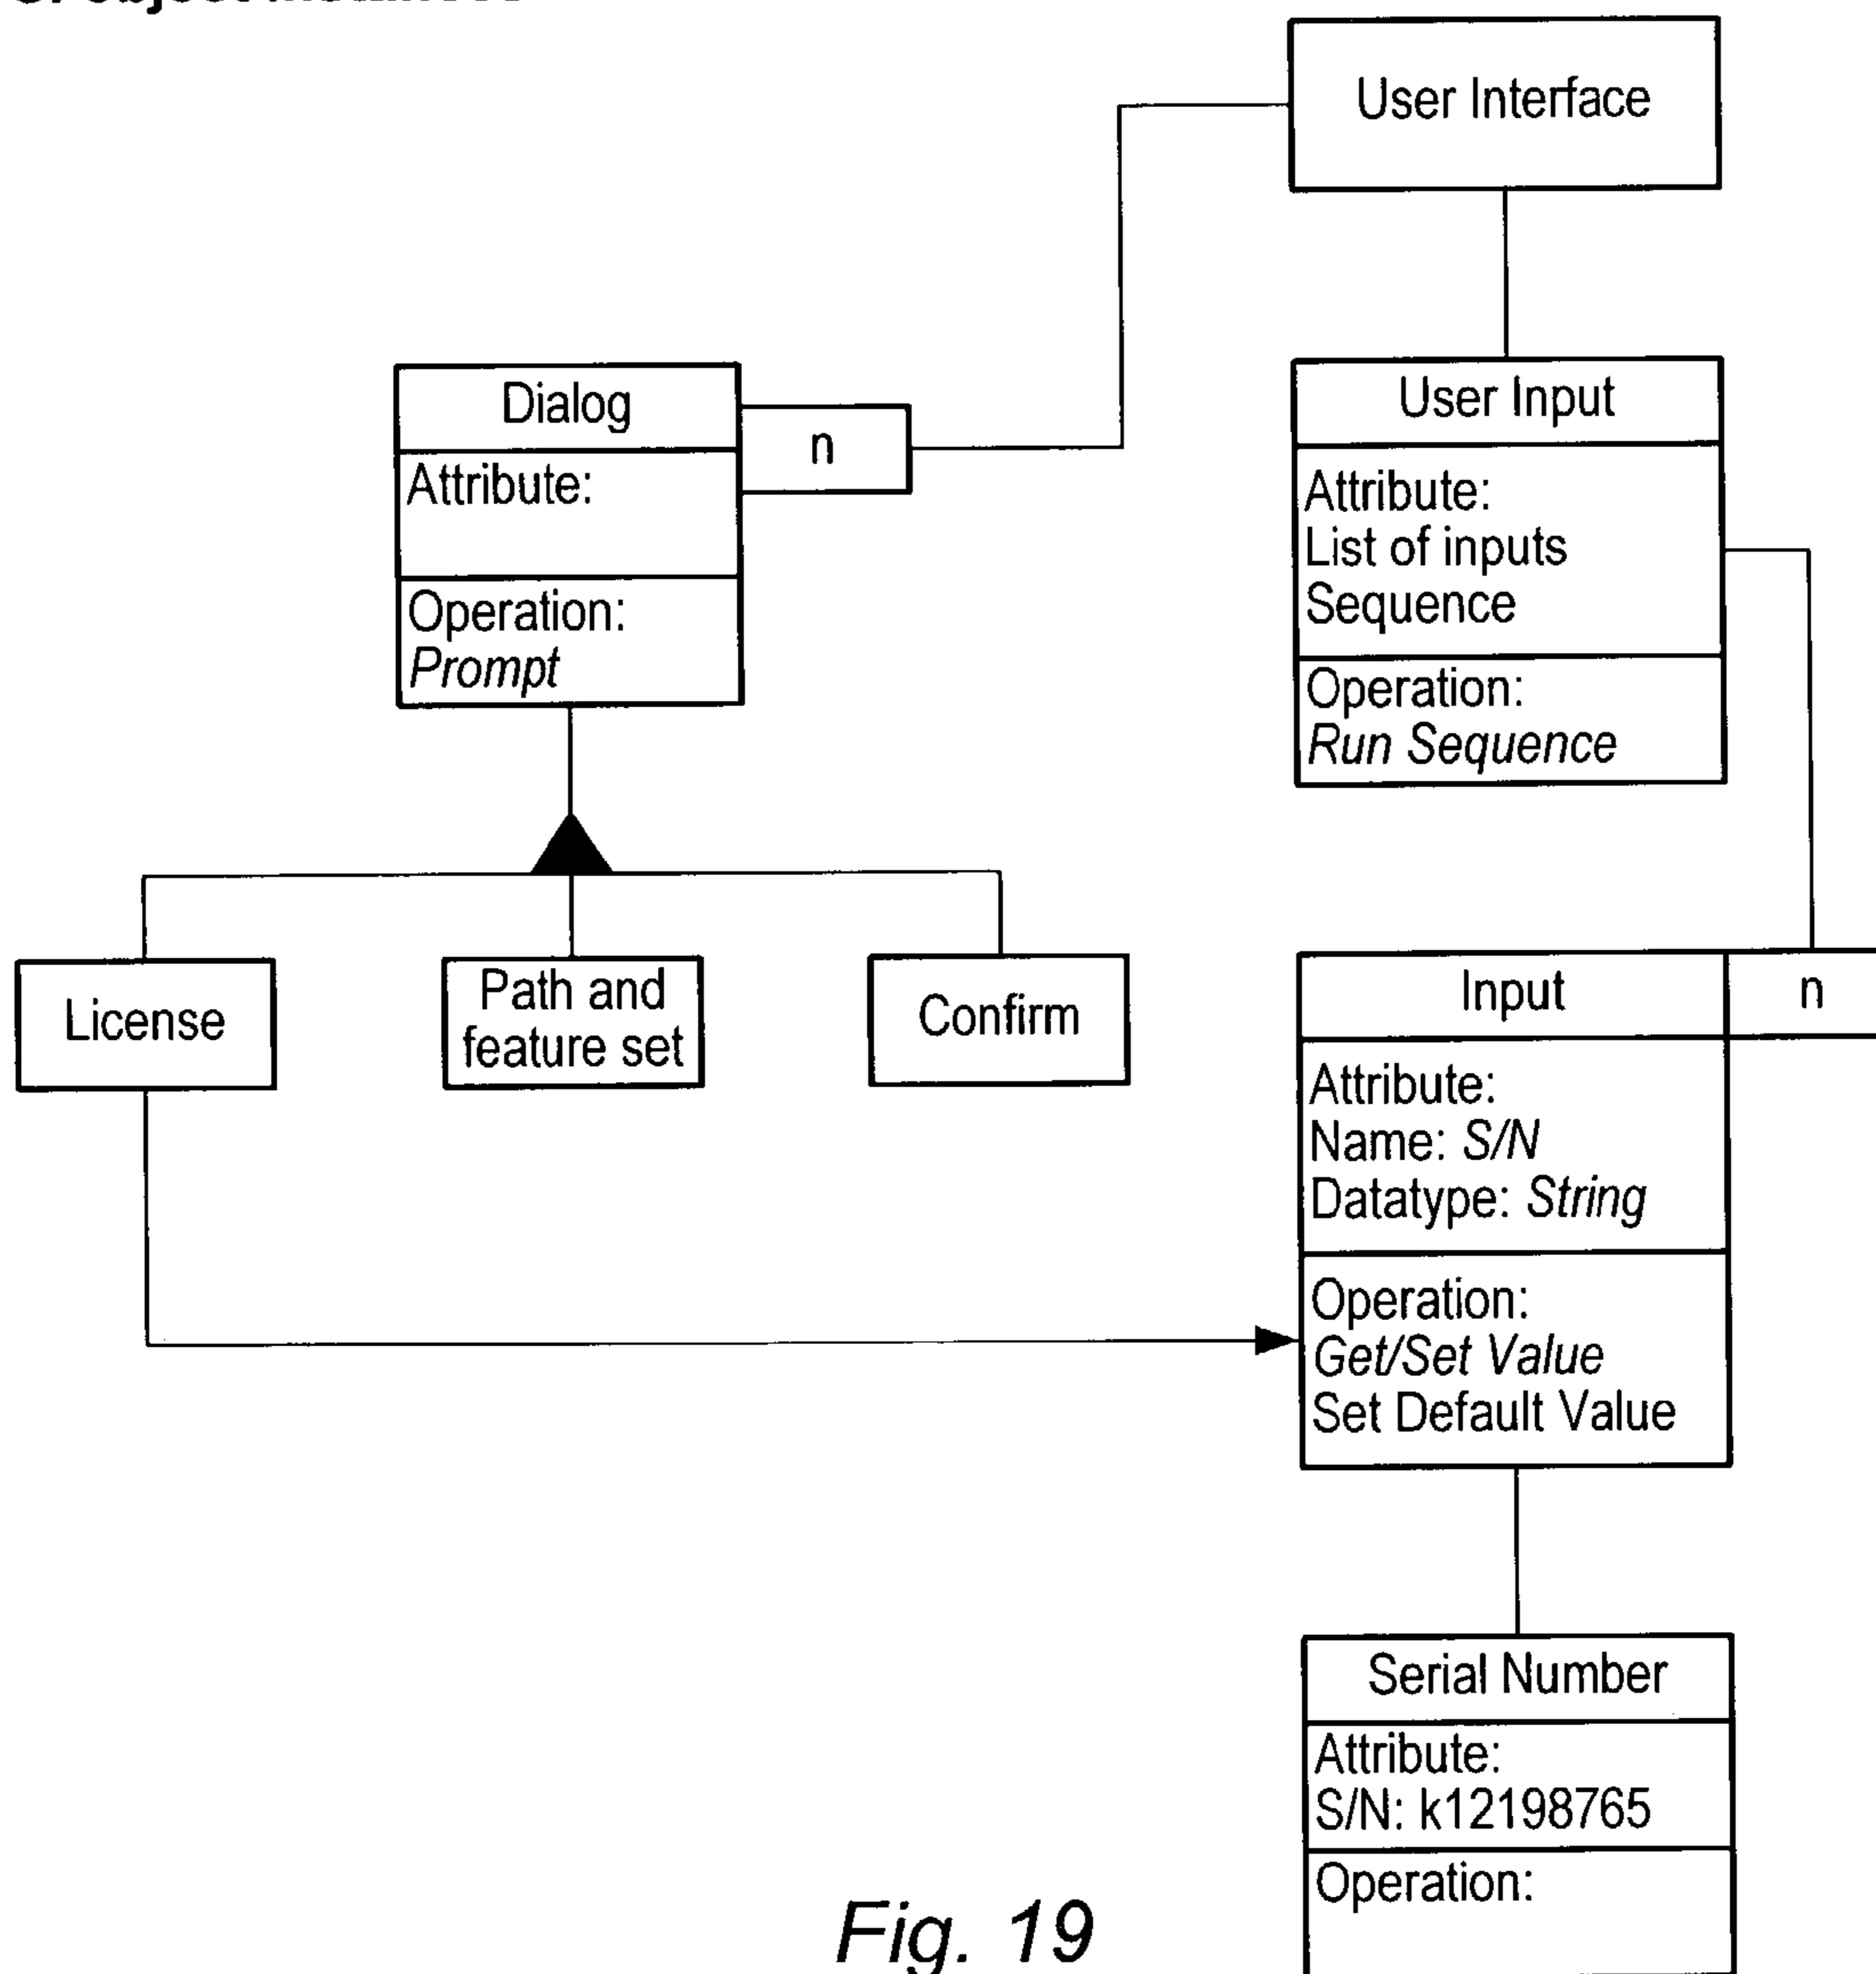 User Interface
Dialog
n
Attribute:
Operation:
Prompt
User Input
Attribute:
List of inputs
Sequence
Operation:
Run Sequence
License
Path and
feature set
Confirm
Input
n
Attribute:
Name: S/N
Datatype: String
Operation:
Get/Set Value
Set Default Value
Serial Number
Attribute:
S/N: k12198765
Operation:
Fig. 19